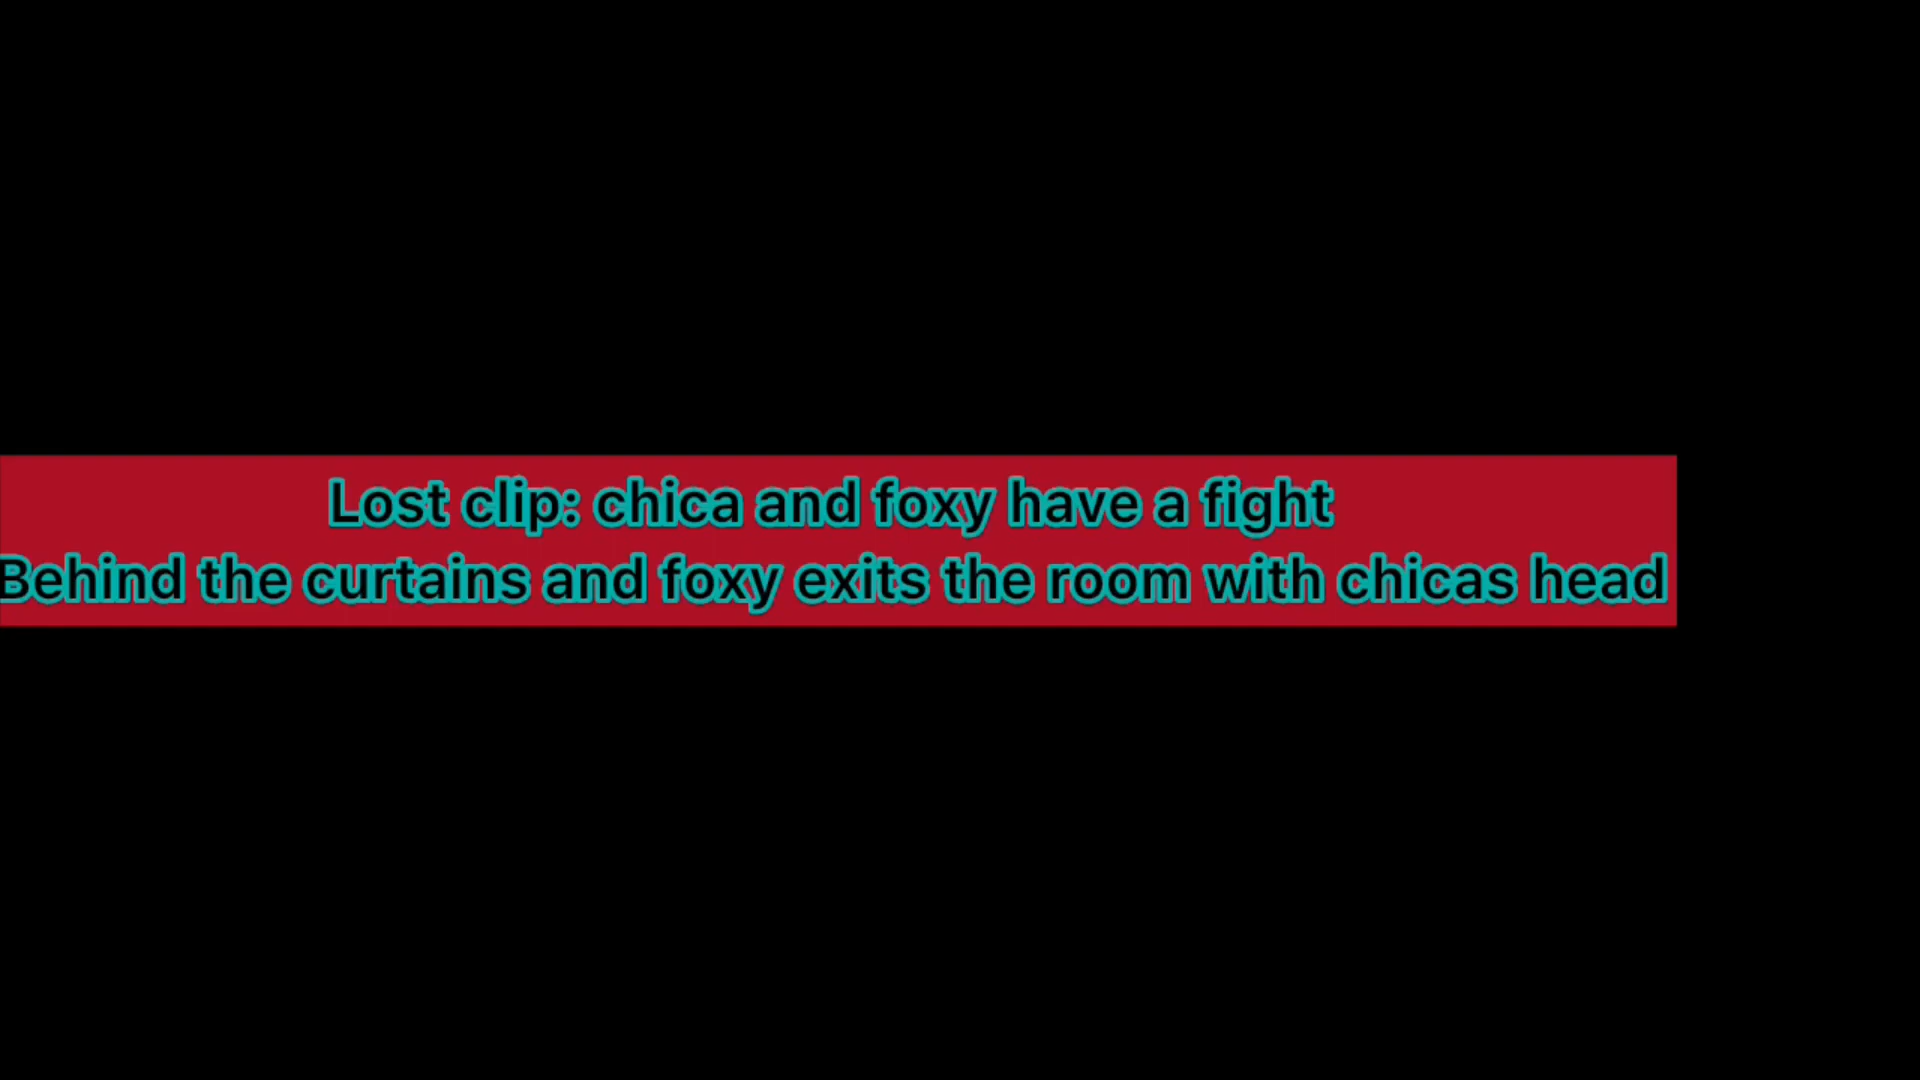 Lost clip: chica and foxy have a fight
Behind the curtains and foxy exits the room with chicas head